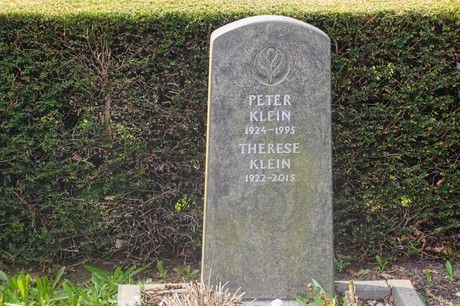 PETER
KLEIN
1924-1995
THERESE
KLEIN
1922-2015